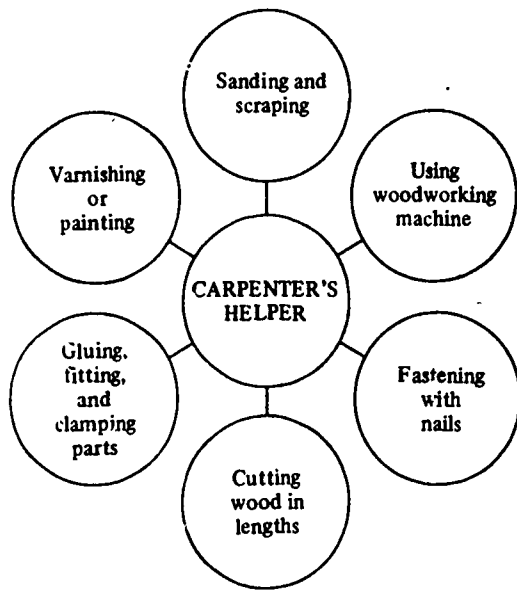 Sanding and
scraping
Varnishing
or
painting
Using
woodworking
machine
CARPENTER'S
HELPER
Gluing,
fitting,
and
clamping
parts
Fastening
with
nails
Cutting
wood in
lengths